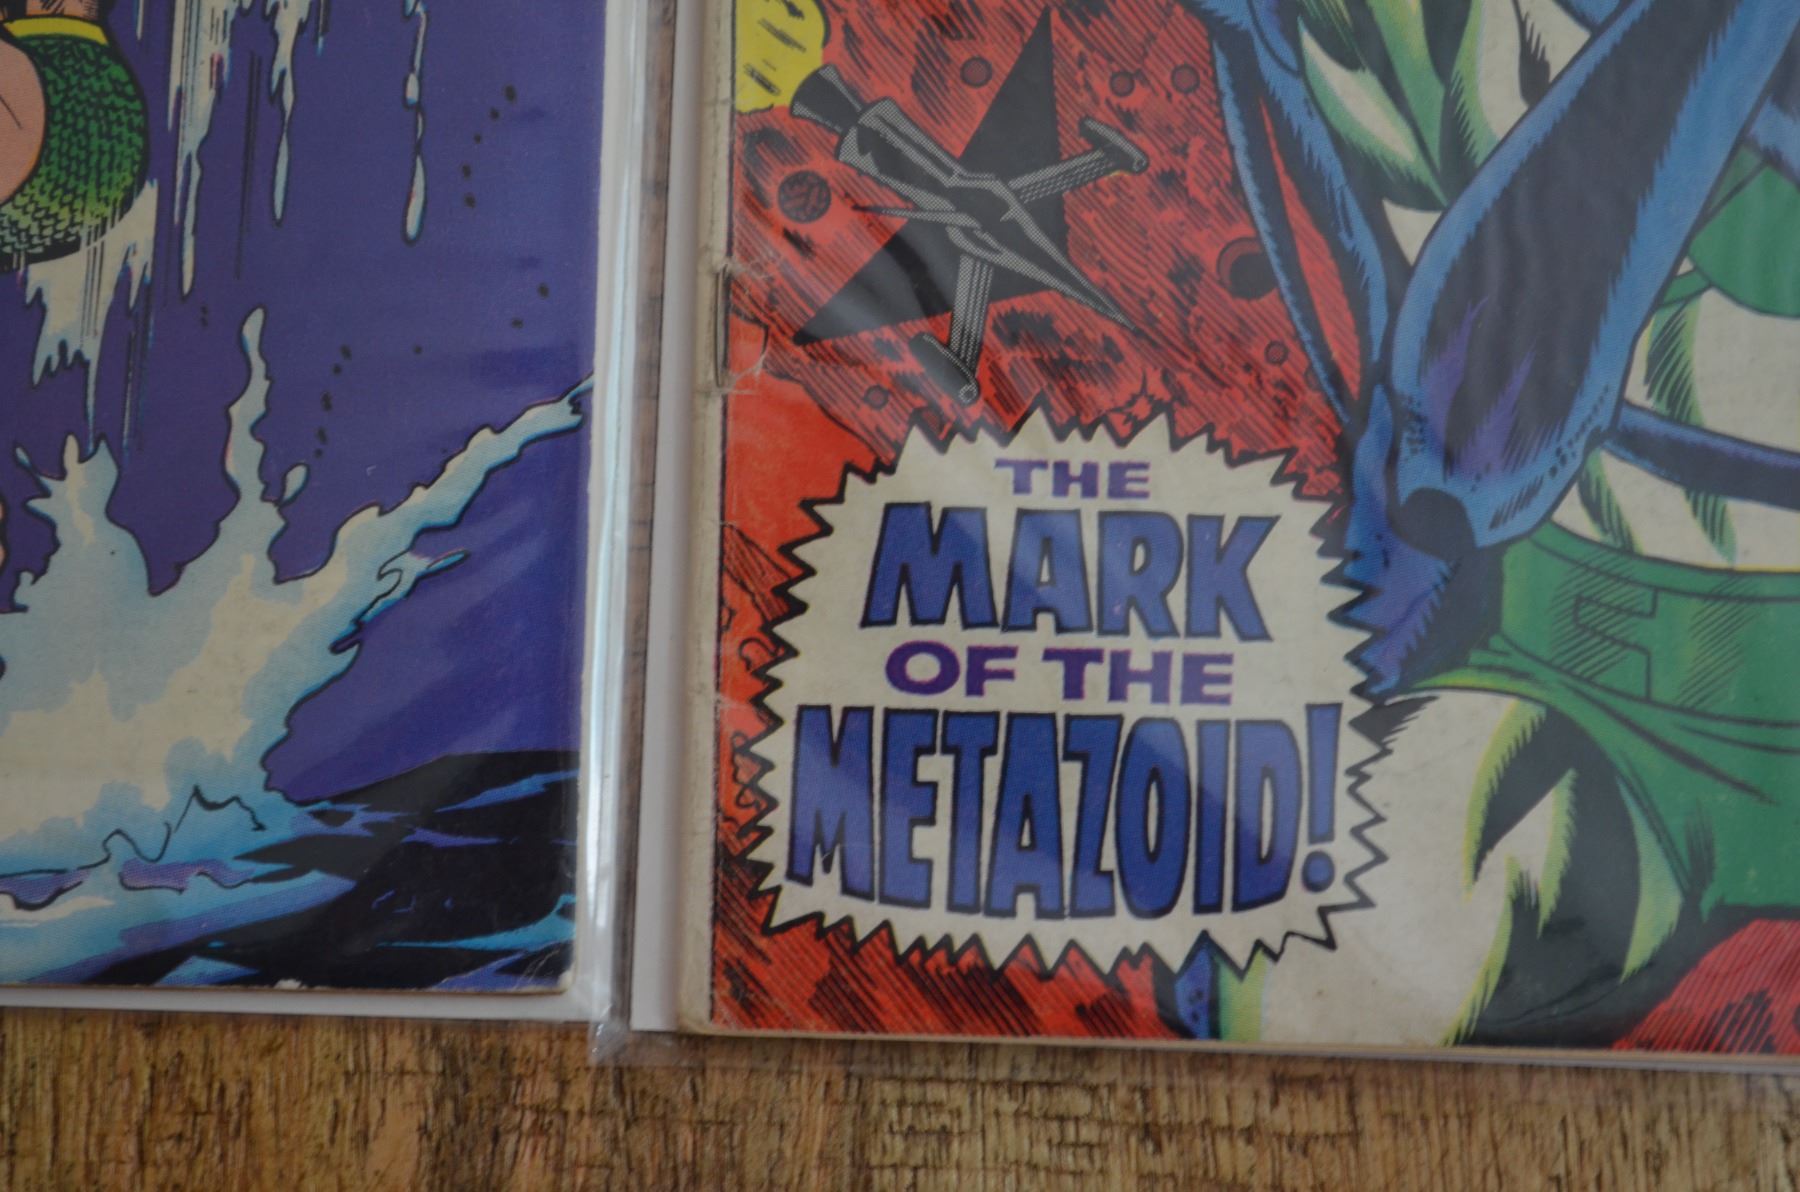 THE
MARK
OF THE
METAZOID!